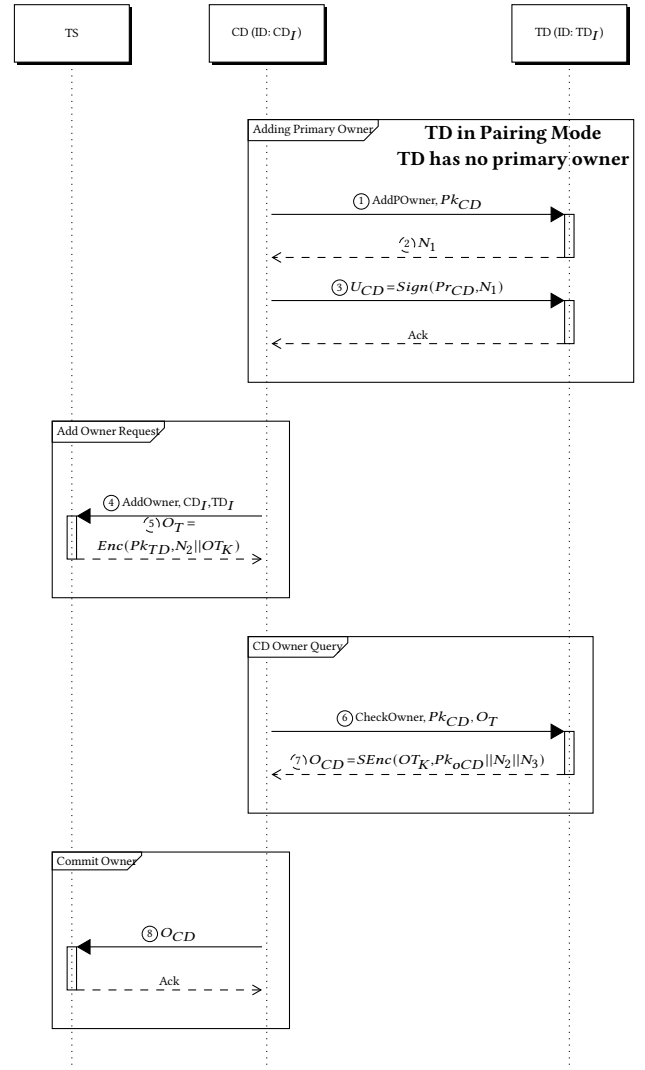 TS
CD (ID: CD_I)
TD (ID: TD_I)
Adding Primary Owner
TD in Pairing Mode
TD has no primary owner
① AddPOwner, Pk_CD
② N_1
③ U_CD=Sign(Pr_CD,N_1)
Ack
Add Owner Request
④ AddOwner, CD_I,TD_I
⑤ O_T=
Enc(Pk_TD,N_2||OT_K)
CD Owner Query
⑥ CheckOwner, Pk_CD, O_T
⑦ O_CD=SEnc(OT_K,Pk_oCD||N_2||N_3)
Commit Owner
⑧ O_CD
Ack